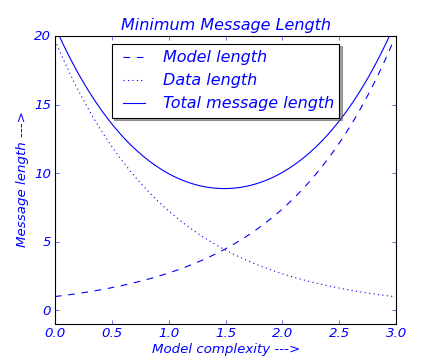 Minimum Message Length
20
15
10
5
0
Message length --->
Model length
Data length
Total message length
0.0 0.5 1.0 1.5 2.0 2.5 3.0
Model complexity --->